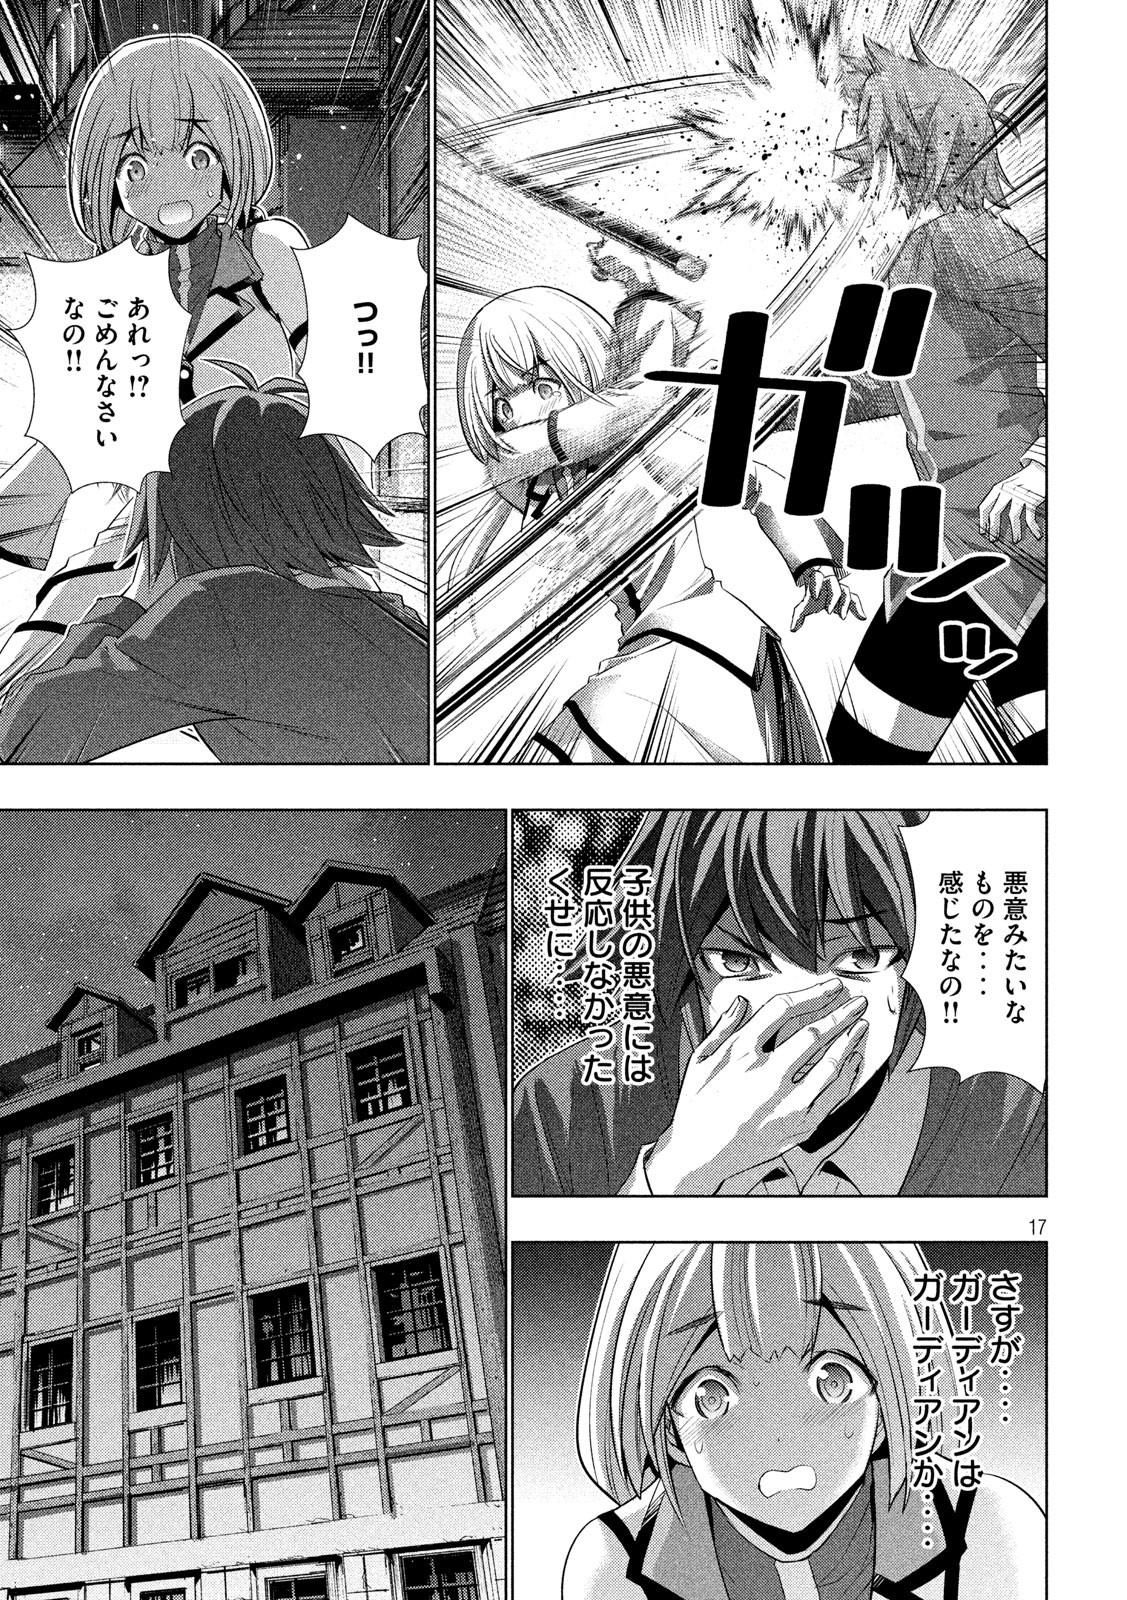 ガガッ
つっ!!
あれっ!?
ごめんなさい
なの!!
悪意みたいな
ものを‥‥
感じたなの!!
子供の悪意には
反応しなかった
くせに‥‥
17
さすが‥‥
ガーディアンは
ガーディアンか‥‥